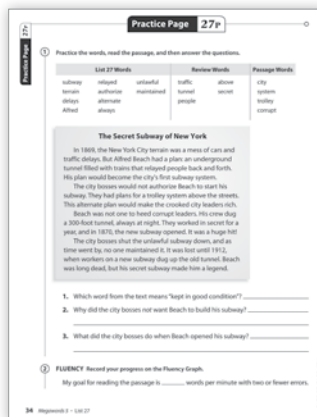 Practice Page 27P
Practice Page 27P
1 Practice the words, read the passage, and then answer the questions.
List 27 Words Review Words Passage Words
subway relayed unlawful traffic above city
terrain authorize maintained tunnel secret system
delays alternate people trolley
Alfred always corrupt
The Secret Subway of New York
In 1869, the New York City terrain was a mess of cars and
traffic delays. But Alfred Beach had a plan: an underground
tunnel filled with trains that relayed people back and forth.
His plan would become the city's first subway system.
The city bosses would not authorize Beach to start his
subway. They had plans for a trolley system above the streets.
This alternate plan would make the crooked city leaders rich.
Beach was not one to heed corrupt leaders. His crew dug
a 300-foot tunnel, always at night. They worked in secret for a
year, and in 1870, the new subway opened. It was a huge hit!
The city bosses shut the unlawful subway down, and as
time went by, no one maintained it. It was lost until 1912,
when workers on a new subway dug up the old tunnel. Beach
was long dead, but his secret subway made him a legend.
1. Which word from the text means "kept in good condition"?
2. Why did the city bosses not want Beach to build his subway?
3. What did the city bosses do when Beach opened his subway?
2 FLUENCY Record your progress on the Fluency Graph.
My goal for reading the passage is ______ words per minute with two or fewer errors.
34 Megawords 3 • List 27